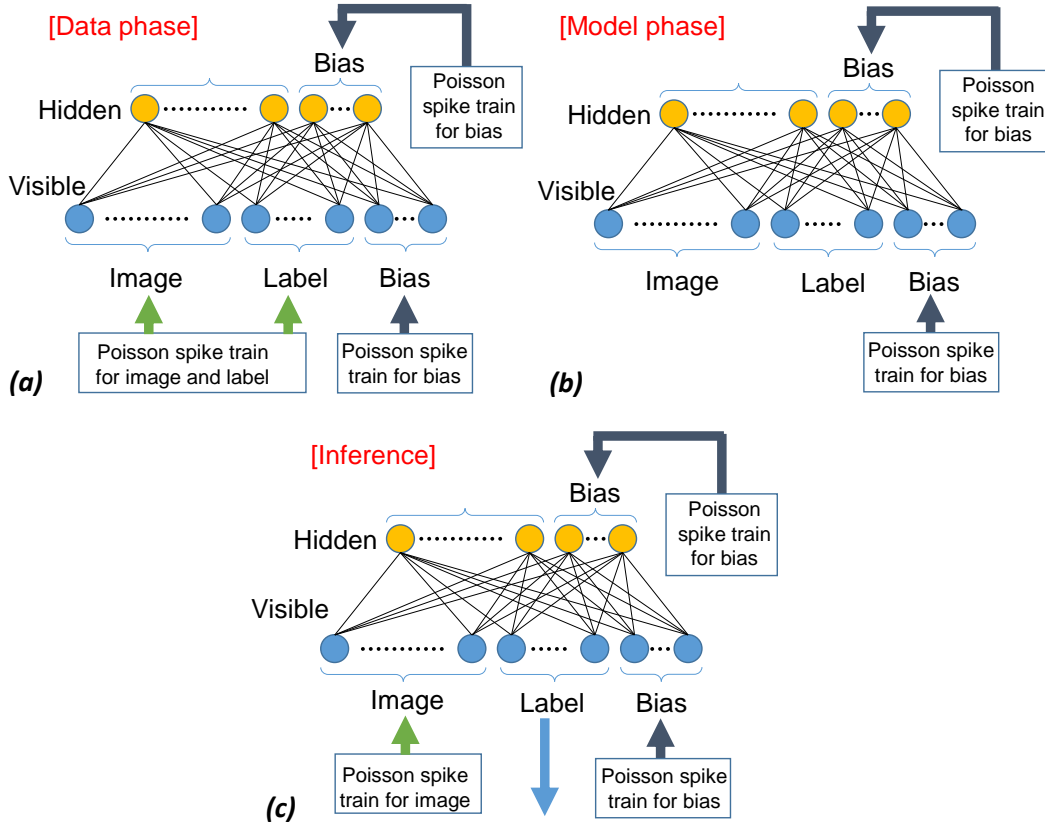 [Data phase]
Bias
Poisson
spike train
for bias
Hidden
Visible
Image
Label
Bias
Poisson spike train
for image and label
Poisson spike
train for bias
(a)
[Model phase]
Bias
Poisson
spike train
for bias
Hidden
Visible
Image
Label
Bias
Poisson spike
train for bias
(b)
[Inference]
Bias
Poisson
spike train
for bias
Hidden
Visible
Image
Label
Bias
Poisson spike
train for image
Poisson spike
train for bias
(c)